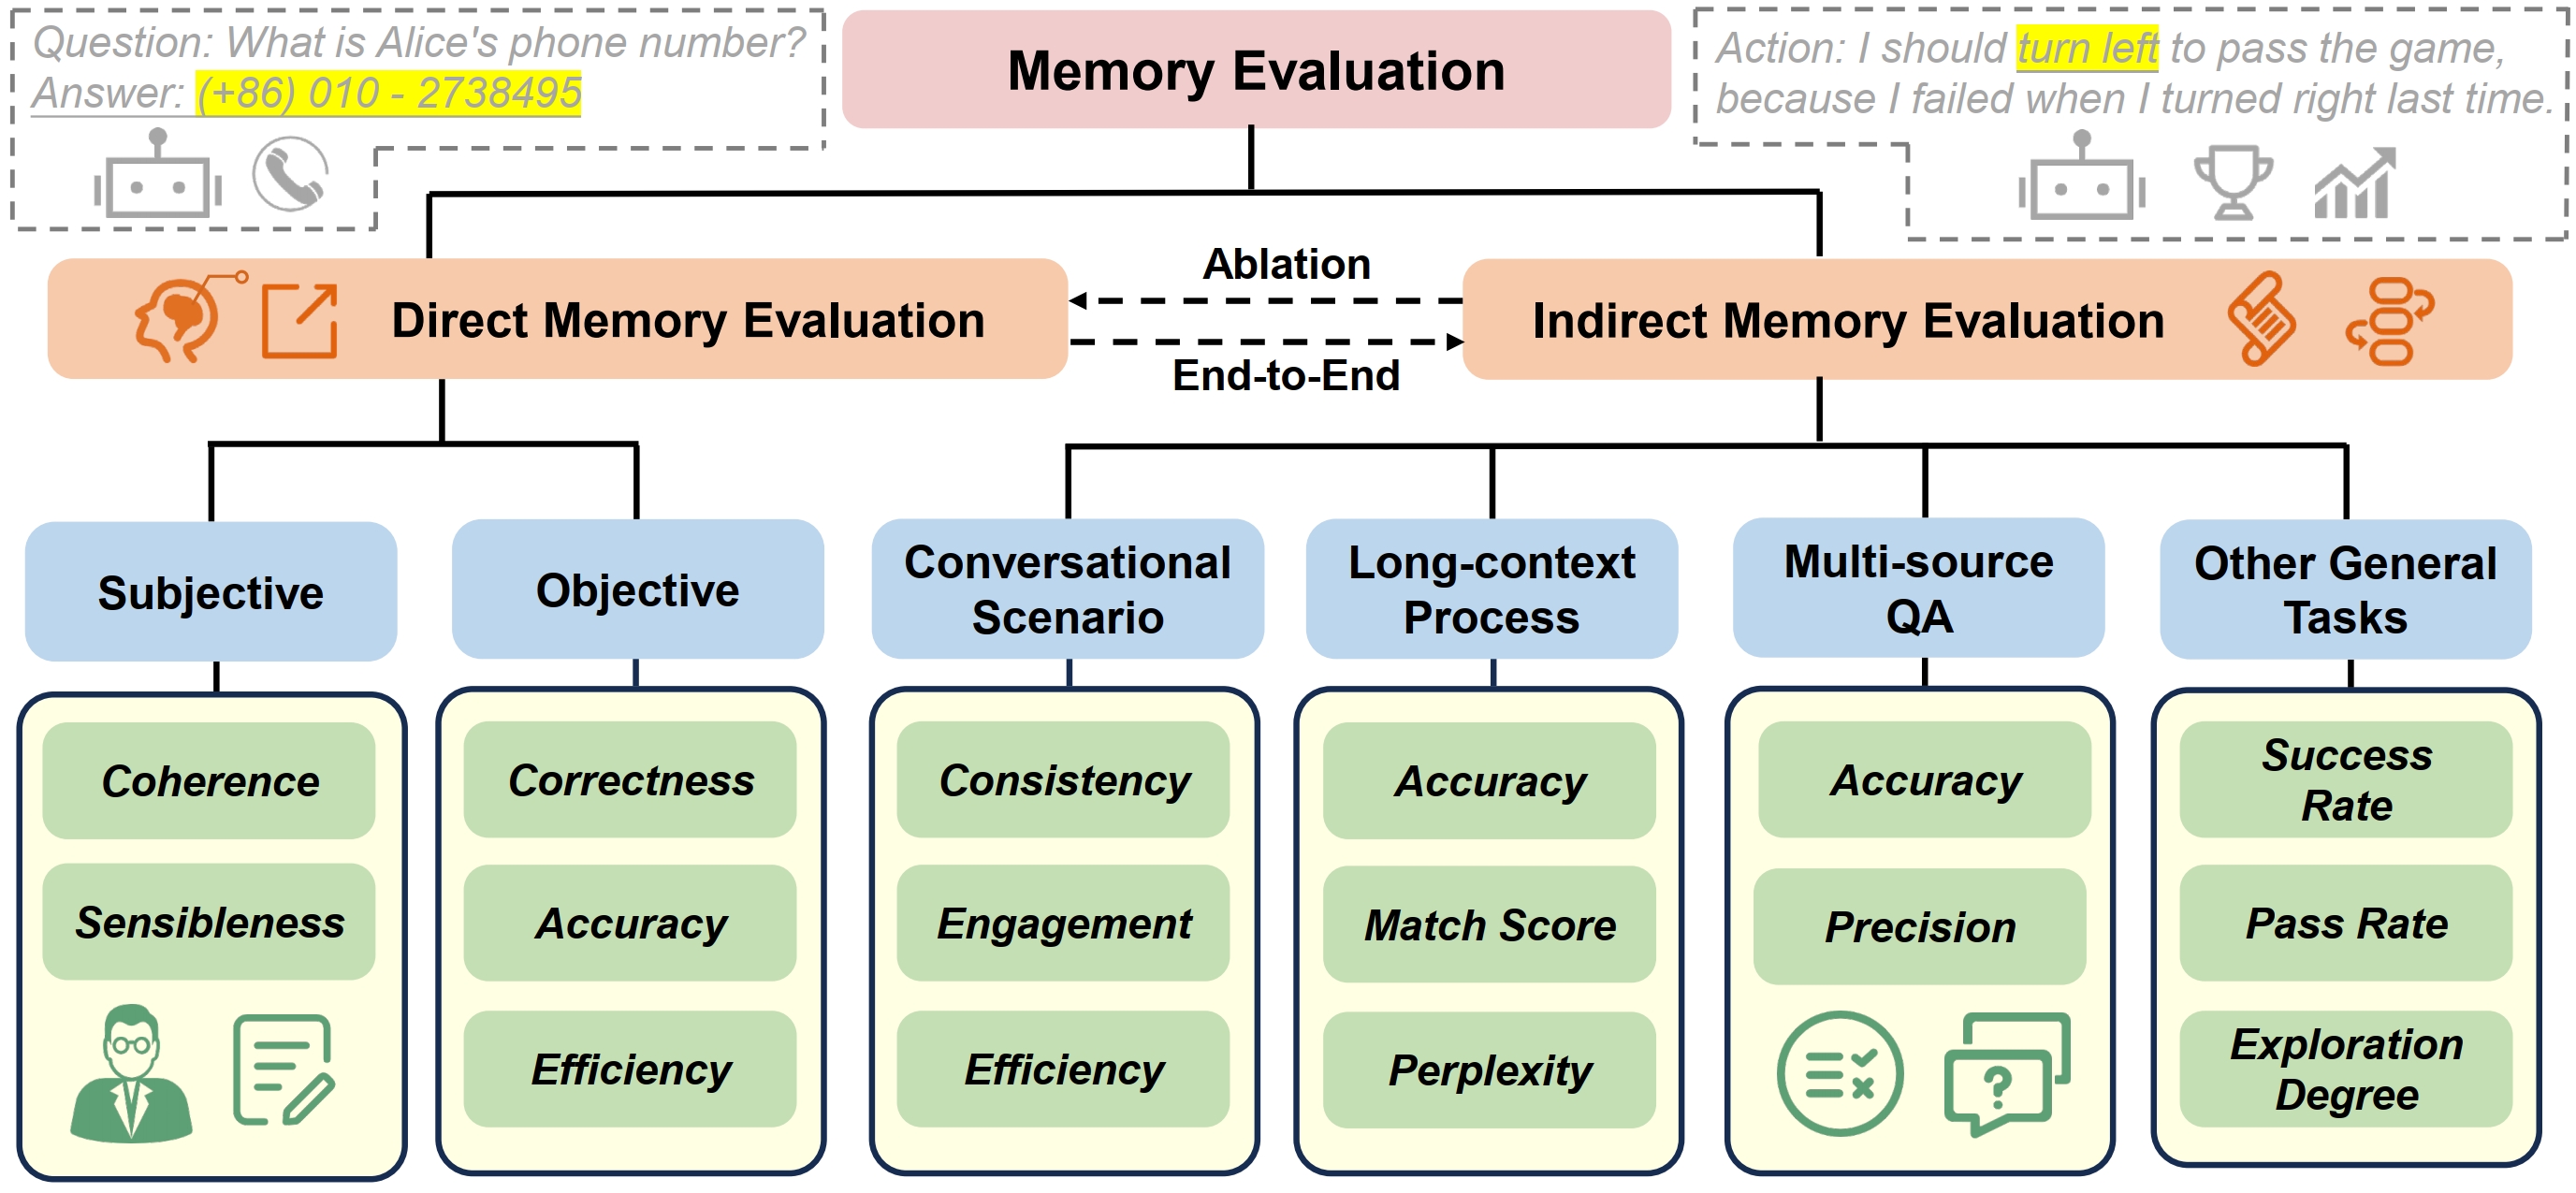 Question: What is Alice's phone number?
Answer: (+86) 010 - 2738495
Memory Evaluation
Action: I should turn left to pass the game,
because I failed when I turned right last time.
Ablation
Direct Memory Evaluation
Indirect Memory Evaluation
End-to-End
Subjective
Objective
Conversational
Scenario
Long-context
Process
Multi-source
QA
Other General
Tasks
Coherence
Sensibleness
Correctness
Accuracy
Efficiency
Consistency
Engagement
Efficiency
Accuracy
Match Score
Perplexity
Accuracy
Precision
Success
Rate
Pass Rate
Exploration
Degree